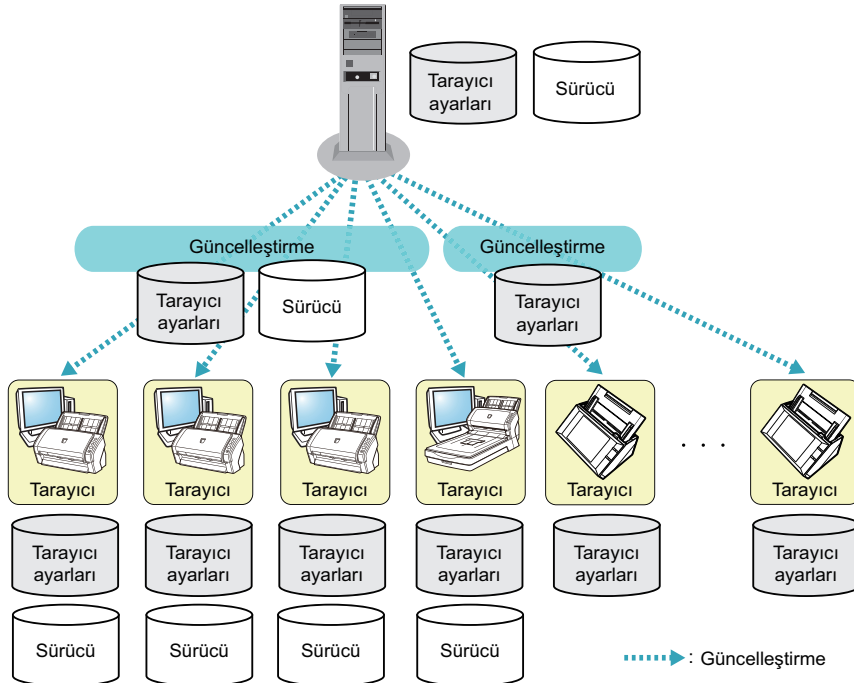 Tarayıcı
ayarları
Sürücü
Güncelleştirme
Güncelleştirme
Tarayıcı
ayarları
Sürücü
Tarayıcı
ayarları
Tarayıcı
Tarayıcı
Tarayıcı
Tarayıcı
Tarayıcı
. . .
Tarayıcı
Tarayıcı
ayarları
Tarayıcı
ayarları
Tarayıcı
ayarları
Tarayıcı
ayarları
Tarayıcı
ayarları
Tarayıcı
ayarları
Sürücü
Sürücü
Sürücü
Sürücü
: Güncelleştirme